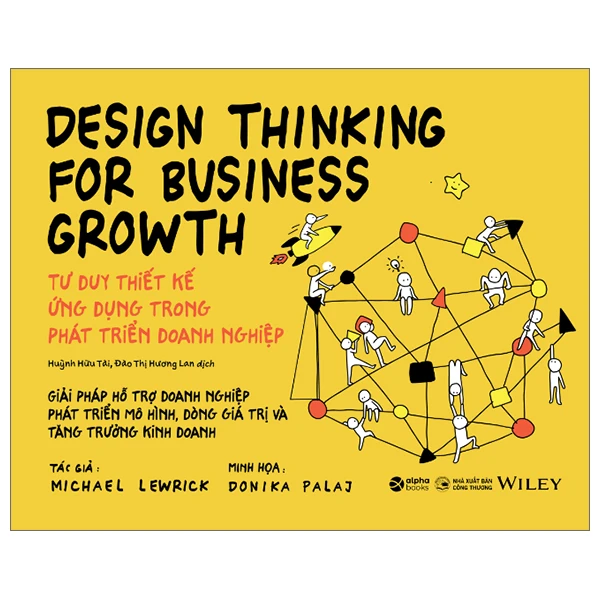 DESIGN THINKING
FOR BUSINESS
GROWTH
TƯ DUY THIẾT KẾ
ỨNG DỤNG TRONG
PHÁT TRIỂN DOANH NGHIỆP
Huỳnh Hữu Tài, Đào Thị Hương Lan dịch
GIẢI PHÁP HỖ TRỢ DOANH NGHIỆP
PHÁT TRIỂN MÔ HÌNH, DÒNG GIÁ TRỊ VÀ
TĂNG TRƯỞNG KINH DOANH
TÁC GIẢ:
MICHAEL LEWRICK
MINH HỌA:
DONIKA PALAJ
alpha
books
NHÀ XUẤT BẢN
CÔNG THƯƠNG
WILEY